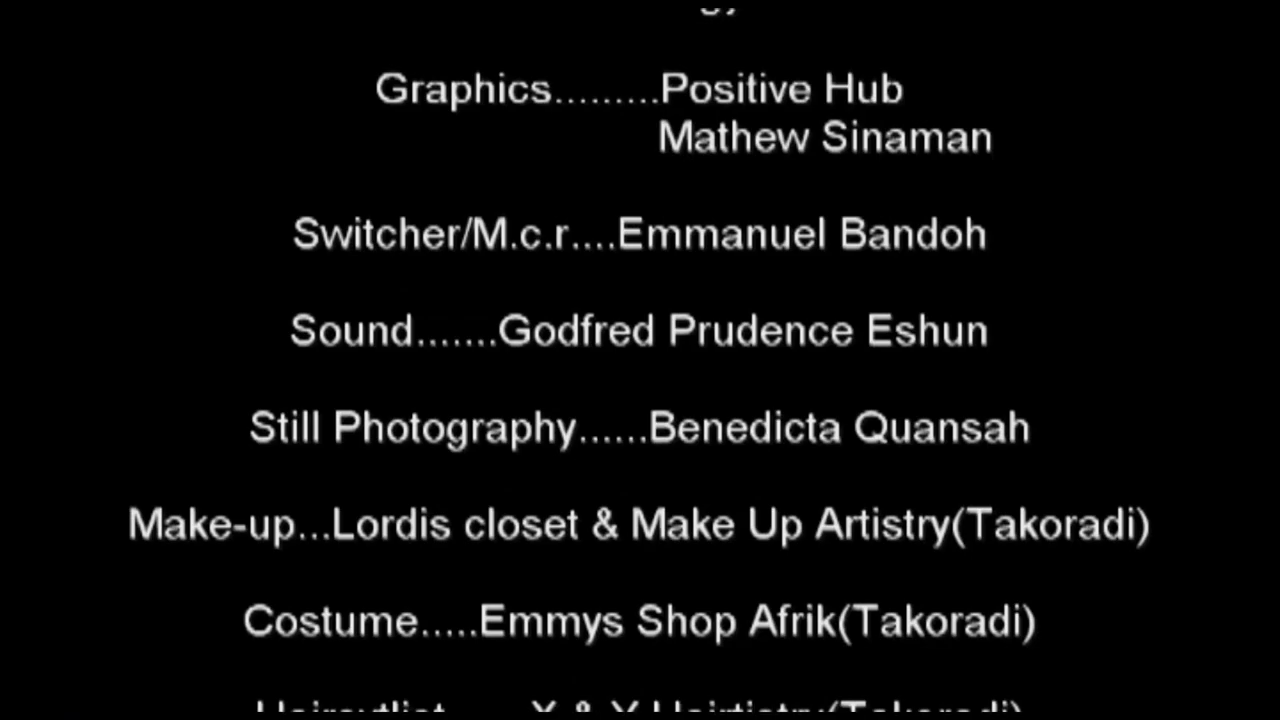 Graphics.........Positive Hub
Mathew Sinaman
Switcher/M.c.r....Emmanuel Bandoh
Sound.......Godfred Prudence Eshun
Still Photography......Benedicta Quansah
Make-up...Lordis closet & Make Up Artistry(Takoradi)
Costume.....Emmys Shop Afrik(Takoradi)